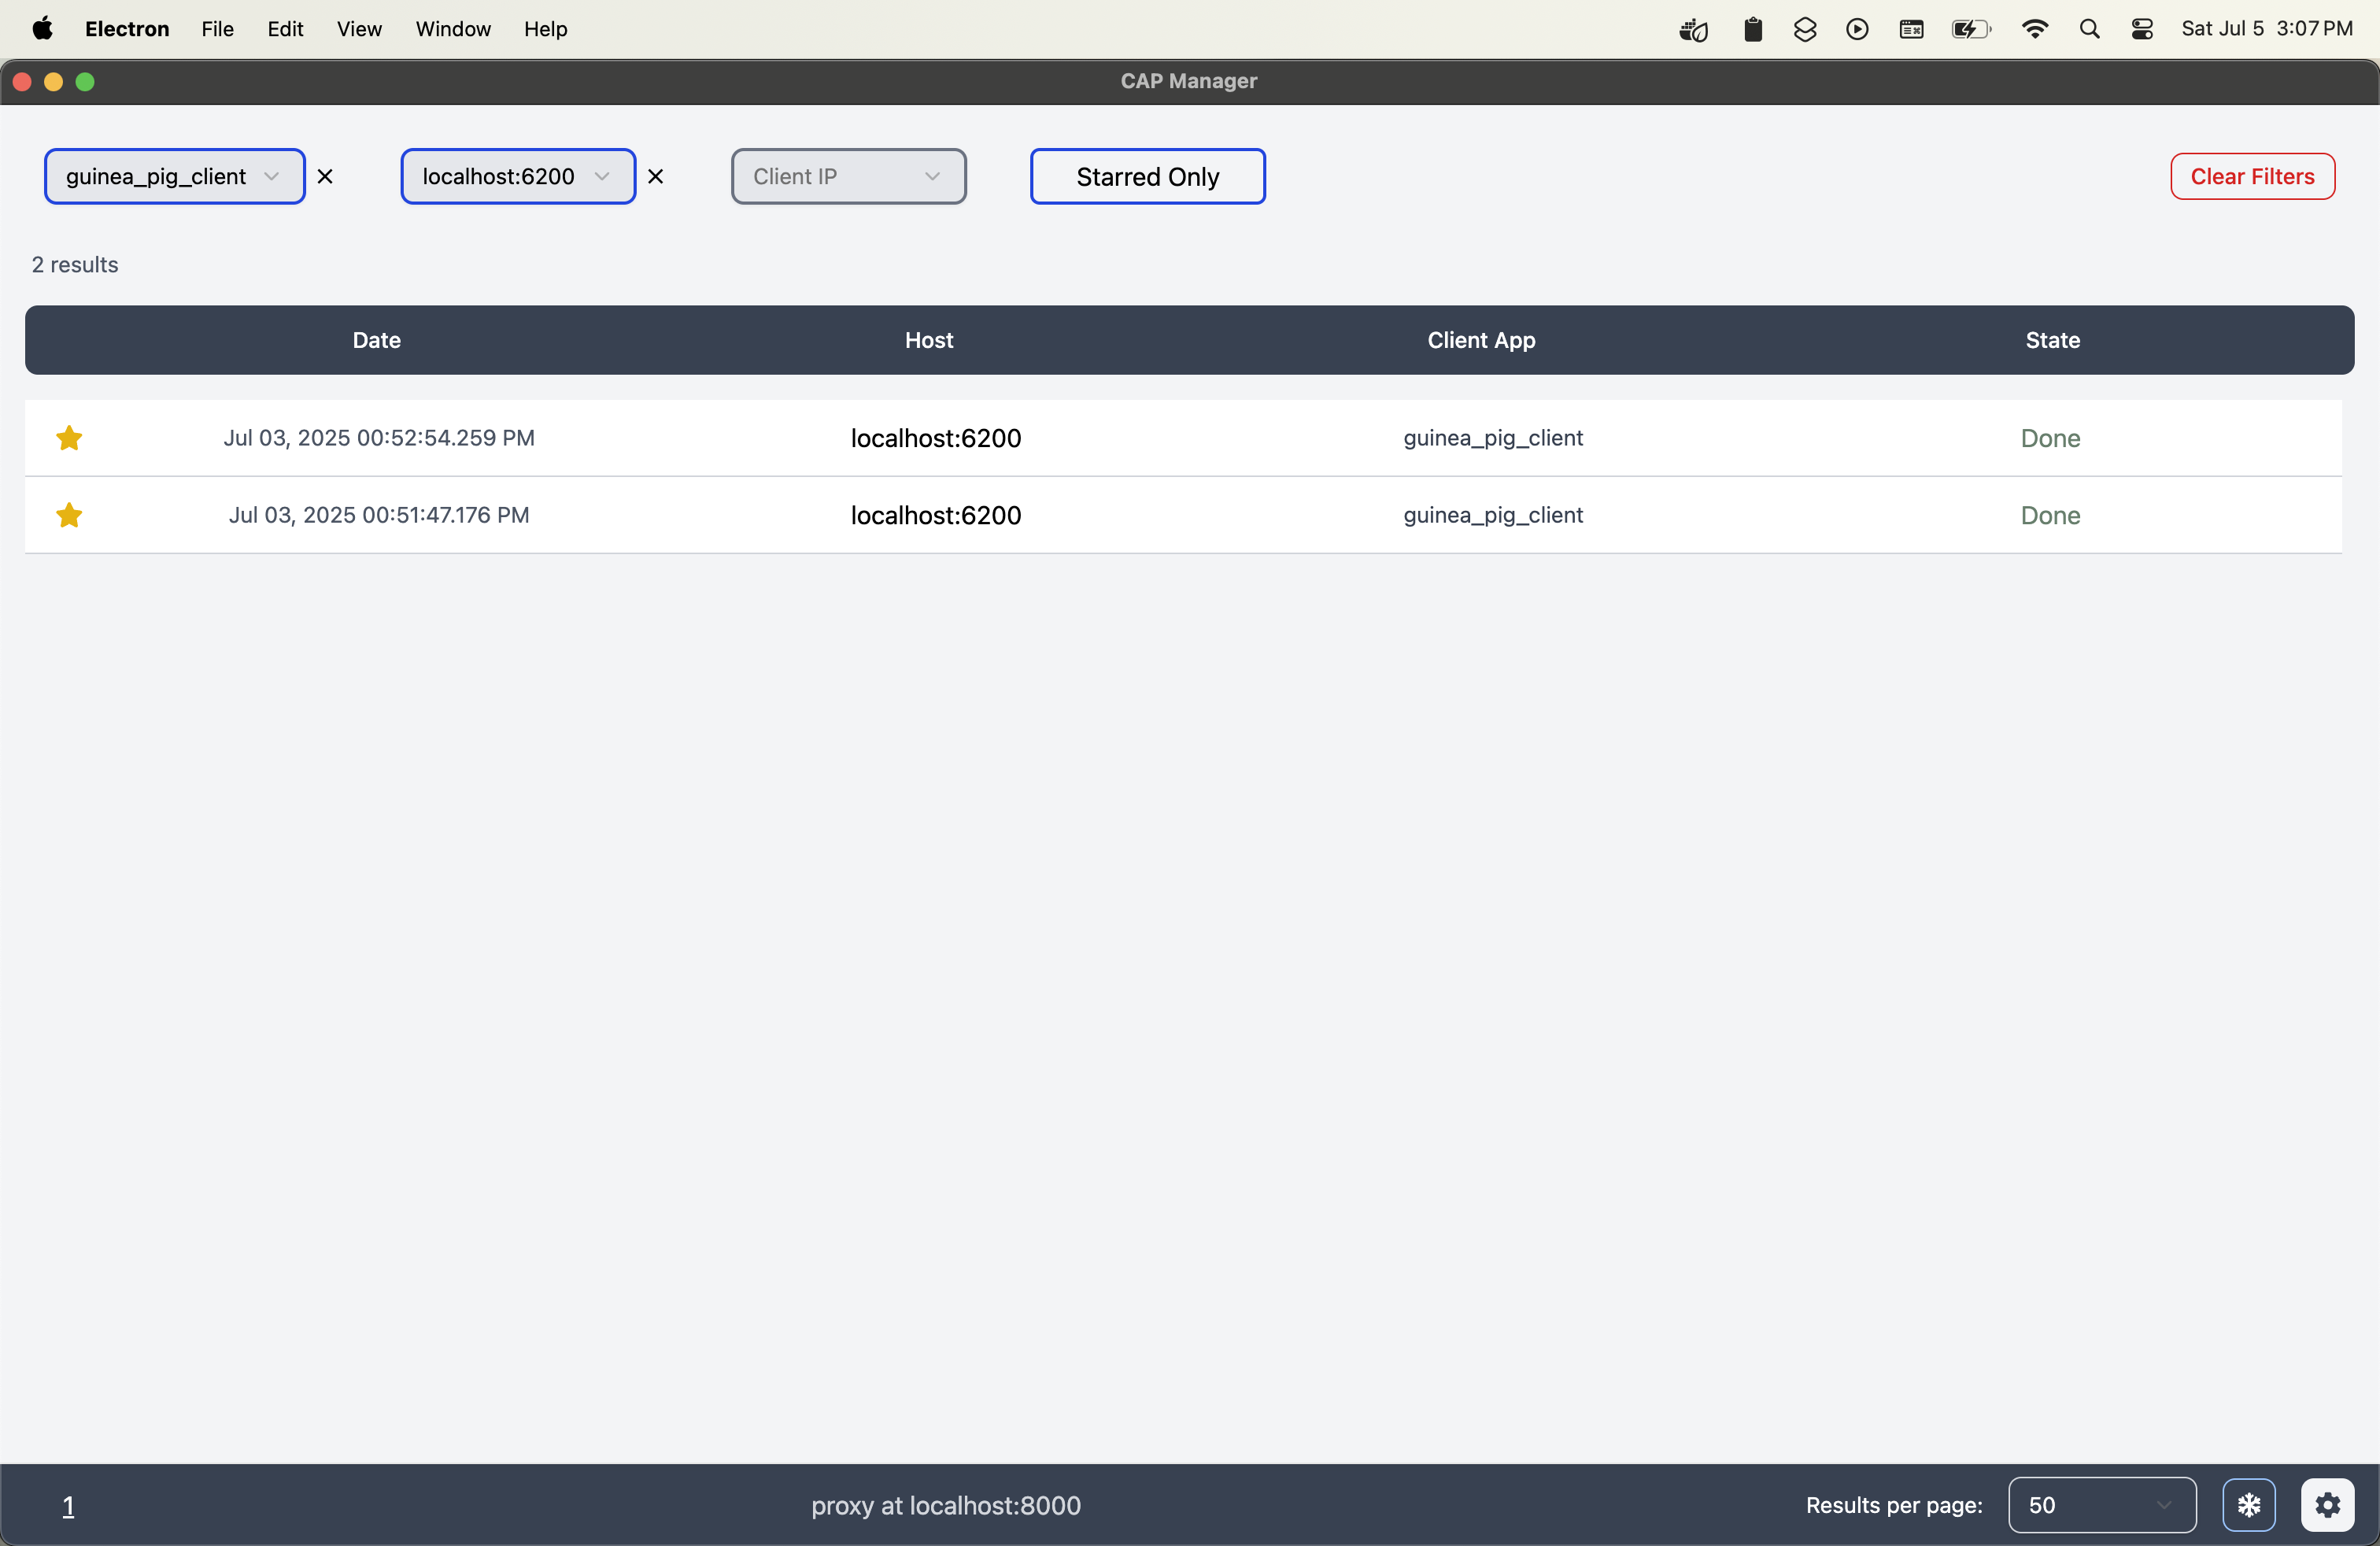 Electron File Edit View Window Help Sat Jul 5 3:07 PM
CAP Manager
guinea_pig_client × localhost:6200 × Client IP Starred Only Clear Filters
2 results
Date Host Client App State
Jul 03, 2025 00:52:54.259 PM localhost:6200 guinea_pig_client Done
Jul 03, 2025 00:51:47.176 PM localhost:6200 guinea_pig_client Done
1 proxy at localhost:8000 Results per page: 50